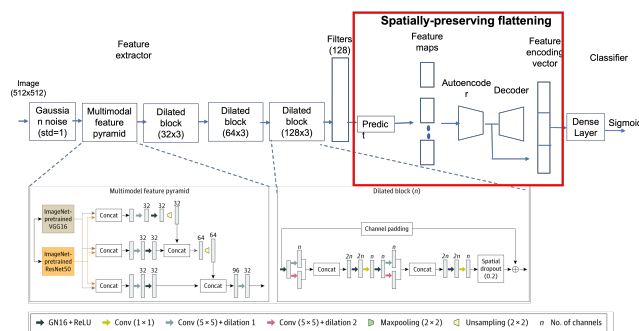 Spatially-preserving flattening
Feature
extractor
Filters
(128)
Feature
maps
Feature
encoding
vector
Classifier
Image
(512x512)
Gaussia
n noise
(std=1)
Multimodal
feature
pyramid
Dilated
block
(32x3)
Dilated
block
(64x3)
Dilated
block
(128x3)
Predic
t
Autoencode
r
Decoder
Dense
Layer
Sigmoid
Multimodel feature pyramid
ImageNet-
pretrained
VGG16
ImageNet-
pretrained
ResNet50
Concat
32
32
32
Concat
32
32
64
64
Concat
32
32
Concat
96
32
Dilated block (n)
Channel padding
n
n
n
n
Concat
2n
2n
n
Concat
2n
2n
n
Spatial
dropout
(0.2)
GN16 + ReLU
Conv (1 × 1)
Conv (5 × 5) + dilation 1
Conv (5 × 5) + dilation 2
Maxpooling (2 × 2)
Unsampling (2 × 2)
n No. of channels